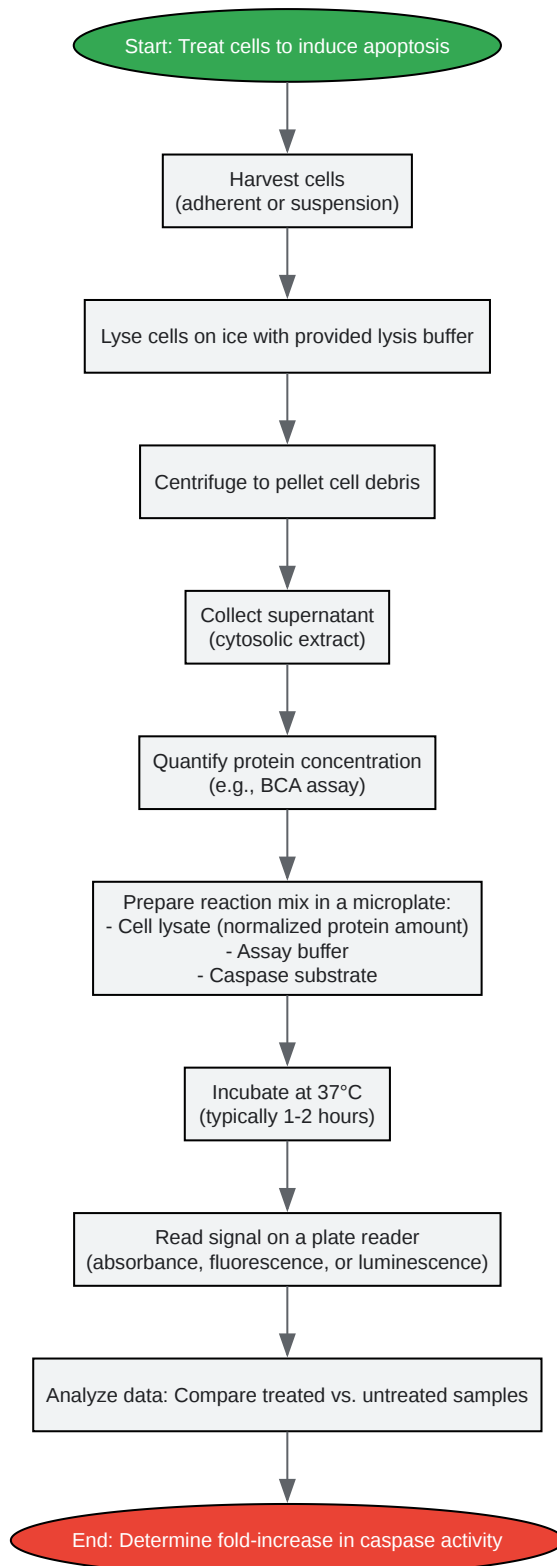 Start: Treat cells to induce apoptosis
Harvest cells
(adherent or suspension)
Lyse cells on ice with provided lysis buffer
Centrifuge to pellet cell debris
Collect supernatant
(cytosolic extract)
Quantify protein concentration
(e.g., BCA assay)
Prepare reaction mix in a microplate:
- Cell lysate (normalized protein amount)
- Assay buffer
- Caspase substrate
Incubate at 37°C
(typically 1-2 hours)
Read signal on a plate reader
(absorbance, fluorescence, or luminescence)
Analyze data: Compare treated vs. untreated samples
End: Determine fold-increase in caspase activity